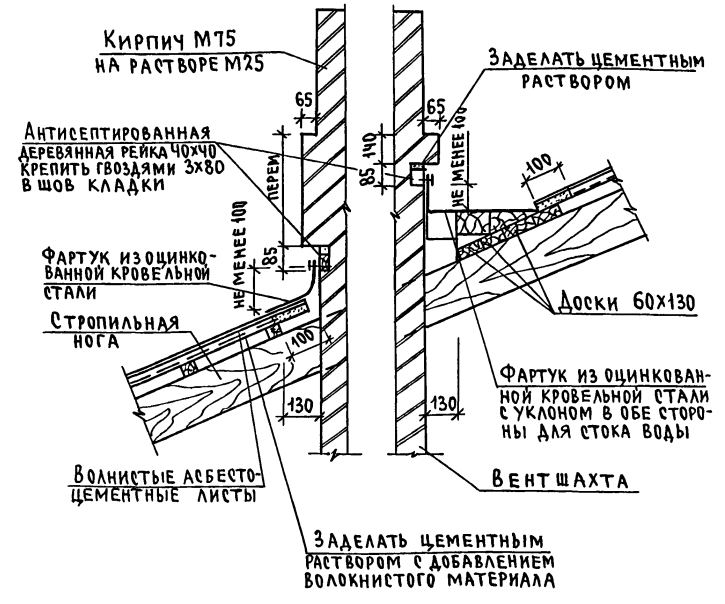 Кирпич М75
на растворе М25
Заделать цементным
раствором
65
65
Антисептированная
деревянная рейка 40х40
крепить гвоздями 3х80
в шов кладки
перем
140
85
не менее 100
100
не менее 100
85
Фартук из оцинко-
ванной кровельной
стали
Стропильная
нога
Доски 60х130
100
130
130
Фартук из оцинкован-
ной кровельной стали
с уклоном в обе сторо-
ны для стока воды
Волнистые асбесто-
цементные листы
Вентшахта
Заделать цементным
раствором с добавлением
волокнистого материала